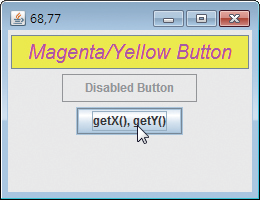 68,77
Magenta/Yellow Button
Disabled Button
getX(), getY()